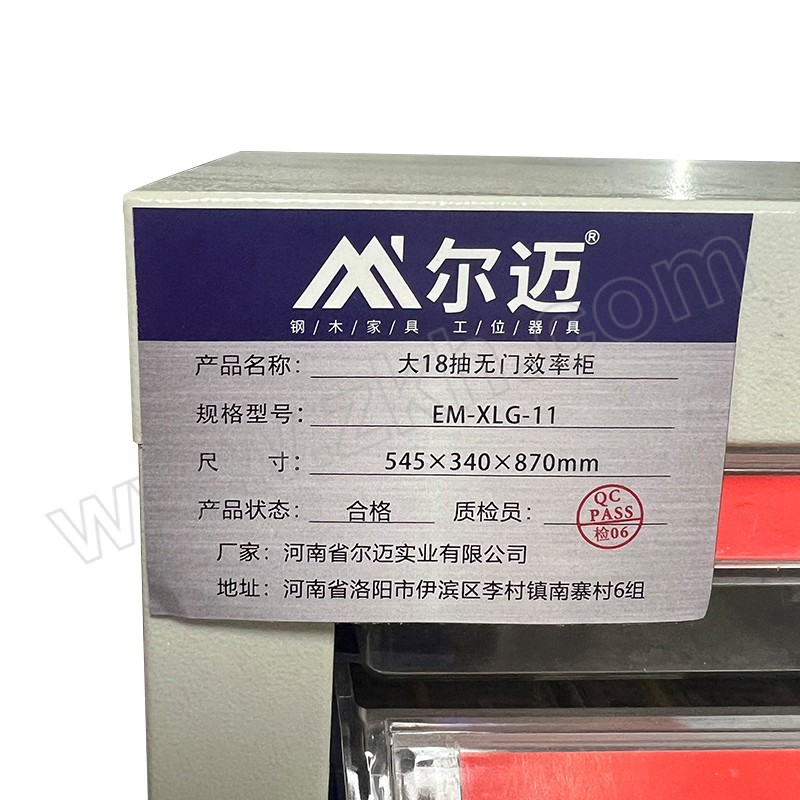 尔迈®
钢/木/家/具 工/位/器/具
产品名称： 大18抽无门效率柜
规格型号： EM-XLG-11
尺 寸： 545×340×870mm
产品状态： 合格 质检员：
QC
PASS
检06
厂家：河南省尔迈实业有限公司
地址：河南省洛阳市伊滨区李村镇南寨村6组
www.zkh.com